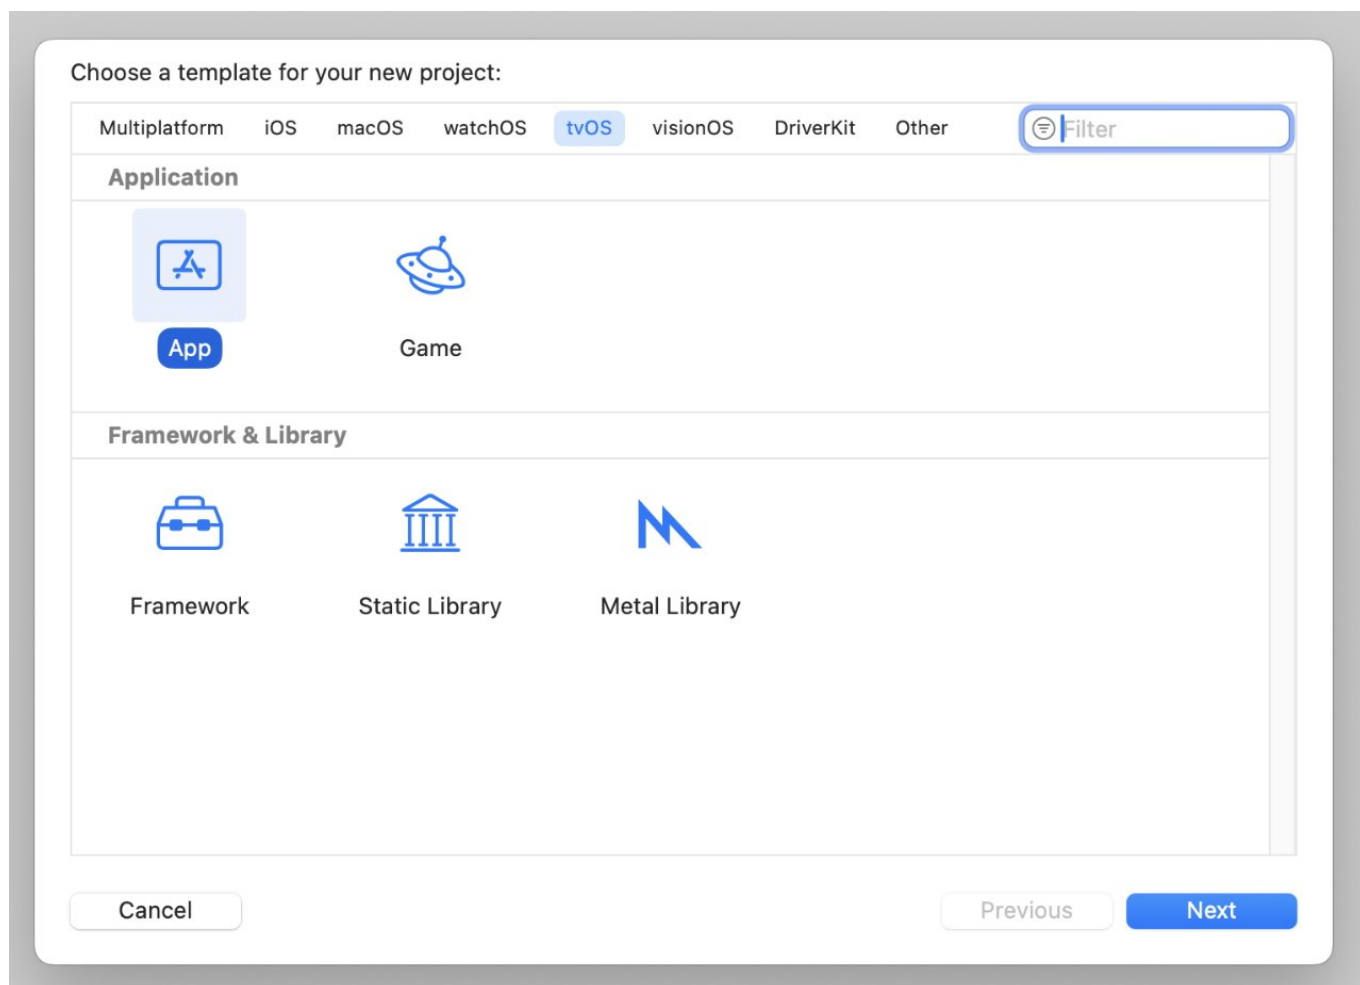 Choose a template for your new project:
Multiplatform iOS macOS watchOS tvOS visionOS DriverKit Other Filter
Application
App Game
Framework & Library
Framework Static Library Metal Library
Cancel Previous Next